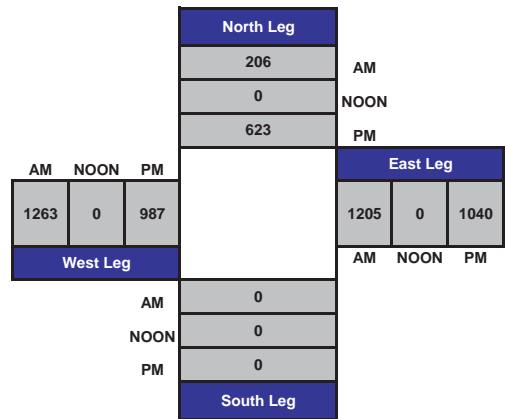 North Leg
206 AM
0 NOON
623 PM
AM NOON PM East Leg
1263 0 987 1205 0 1040
West Leg AM NOON PM
AM 0
NOON 0
PM 0
South Leg